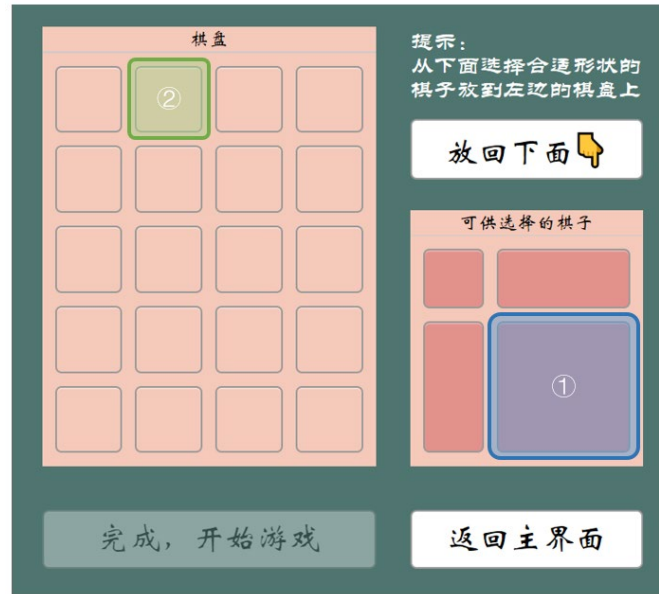 棋盘
②
提示:
从下面选择合适形状的
棋子放到左边的棋盘上
放回下面👇
可供选择的棋子
①
完成,开始游戏
返回主界面